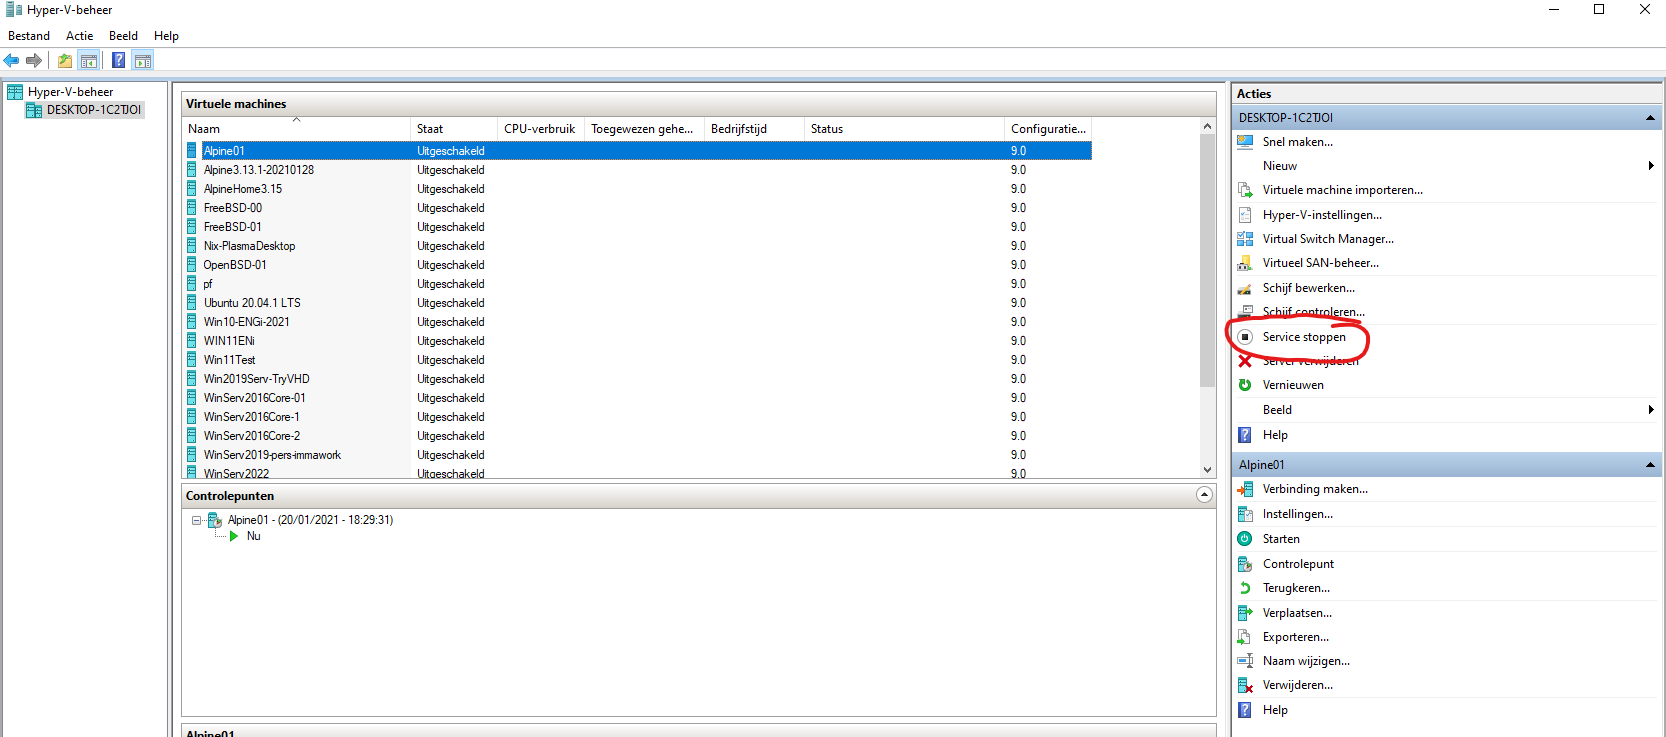 Hyper-V-beheer
Bestand Actie Beeld Help
Hyper-V-beheer
DESKTOP-1C2TJOI
Virtuele machines
Naam Staat CPU-verbruik Toegewezen gehe... Bedrijfstijd Status Configuratie...
Alpine01 Uitgeschakeld 9.0
Alpine3.13.1-20210128 Uitgeschakeld 9.0
AlpineHome3.15 Uitgeschakeld 9.0
FreeBSD-00 Uitgeschakeld 9.0
FreeBSD-01 Uitgeschakeld 9.0
Nix-PlasmaDesktop Uitgeschakeld 9.0
OpenBSD-01 Uitgeschakeld 9.0
pf Uitgeschakeld 9.0
Ubuntu 20.04.1 LTS Uitgeschakeld 9.0
Win10-ENGi-2021 Uitgeschakeld 9.0
WIN11ENi Uitgeschakeld 9.0
Win11Test Uitgeschakeld 9.0
Win2019Serv-TryVHD Uitgeschakeld 9.0
WinServ2016Core-01 Uitgeschakeld 9.0
WinServ2016Core-1 Uitgeschakeld 9.0
WinServ2016Core-2 Uitgeschakeld 9.0
WinServ2019-pers-immawork Uitgeschakeld 9.0
WinServ2022 Uitgeschakeld 9.0
Controlepunten
Alpine01 - (20/01/2021 - 18:29:31)
Nu
Alpine01
Acties
DESKTOP-1C2TJOI
Snel maken...
Nieuw
Virtuele machine importeren...
Hyper-V-instellingen...
Virtual Switch Manager...
Virtueel SAN-beheer...
Schijf bewerken...
Schijf controleren...
Service stoppen
Server verwijderen
Vernieuwen
Beeld
Help
Alpine01
Verbinding maken...
Instellingen...
Starten
Controlepunt
Terugkeren...
Verplaatsen...
Exporteren...
Naam wijzigen...
Verwijderen...
Help